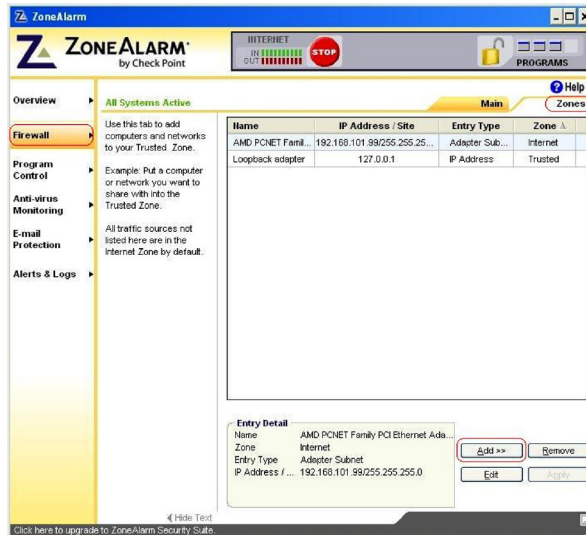 ZoneAlarm
ZONEALARM
by Check Point
INTERNET
IN
OUT
STOP
PROGRAMS
Help
Overview
Firewall
Program Control
Anti-virus Monitoring
E-mail Protection
Alerts & Logs
All Systems Active
Main
Zones
Use this tab to add
computers and networks
to your Trusted Zone.
Example: Put a computer
or network you want to
share with into the
Trusted Zone.
All traffic sources not
listed here are in the
Internet Zone by default.
Name IP Address / Site Entry Type Zone
AMD PCNET Famil... 192.168.101.99/255.255.25... Adapter Sub... Internet
Loopback adapter 127.0.0.1 IP Address Trusted
Entry Detail
Name AMD PCNET Family PCI Ethernet Ada...
Zone Internet
Entry Type Adapter Subnet
IP Address / ... 192.168.101.99/255.255.255.0
Add >>
Remove
Edit
Apply
Hide Text
Click here to upgrade to ZoneAlarm Security Suite.